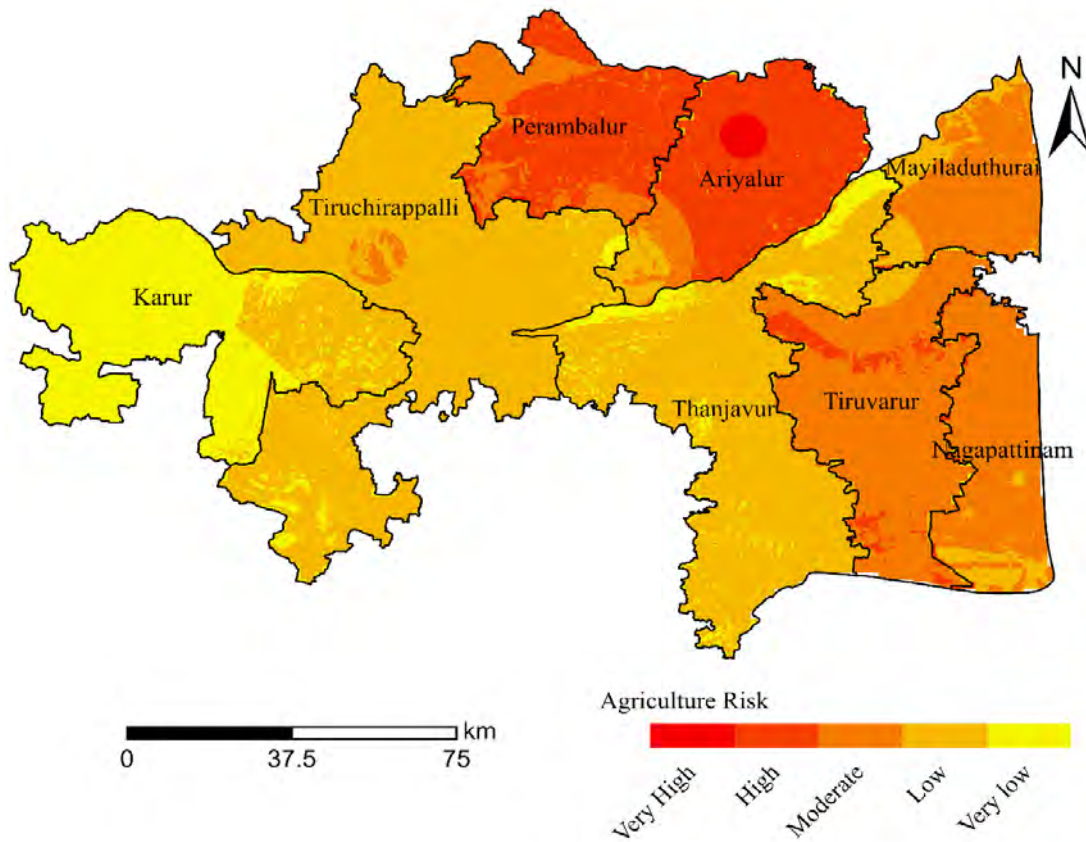 N
Perambalur
Ariyalur
Mayiladuthurai
Tiruchirappalli
Karur
Thanjavur
Tiruvarur
Nagapattinam
Agriculture Risk
km
0 37.5 75
Very High
High
Moderate
Low
Very low